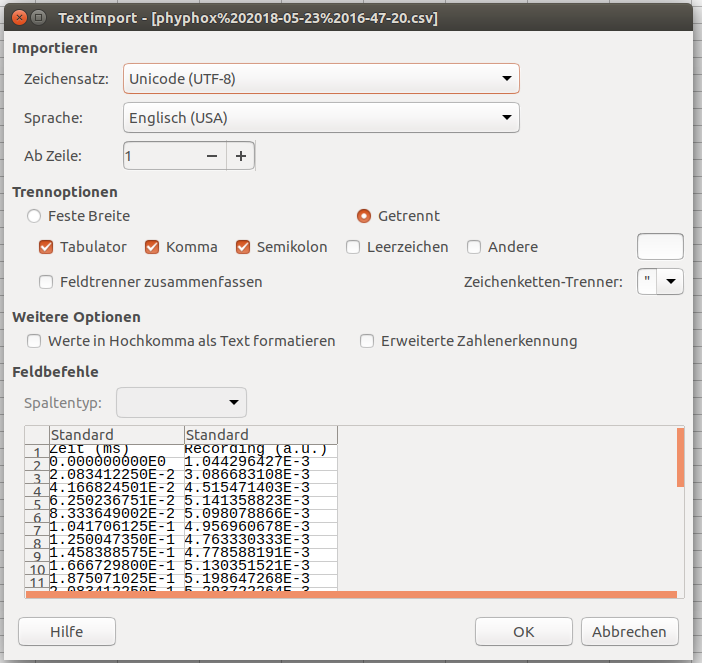 Textimport - [phyphox%202018-05-23%2016-47-20.csv]
Importieren
Zeichensatz: Unicode (UTF-8)
Sprache: Englisch (USA)
Ab Zeile: 1
Trennoptionen
Feste Breite Getrennt
Tabulator Komma Semikolon Leerzeichen Andere
Feldtrenner zusammenfassen Zeichenketten-Trenner: "
Weitere Optionen
Werte in Hochkomma als Text formatieren Erweiterte Zahlenerkennung
Feldbefehle
Spaltentyp:
Standard Standard
1 Zeit (ms) Recording (a.u.)
2 0.000000000E0 1.044296427E-3
3 2.083412250E-2 3.086683108E-3
4 4.166824501E-2 4.515471403E-3
5 6.250236751E-2 5.141358823E-3
6 8.333649002E-2 5.098078866E-3
7 1.041706125E-1 4.956960678E-3
8 1.250047350E-1 4.763330333E-3
9 1.458388575E-1 4.778588191E-3
10 1.666729800E-1 5.130351521E-3
11 1.875071025E-1 5.198647268E-3
2.083412250E-1 5.293722264E-3
Hilfe OK Abbrechen